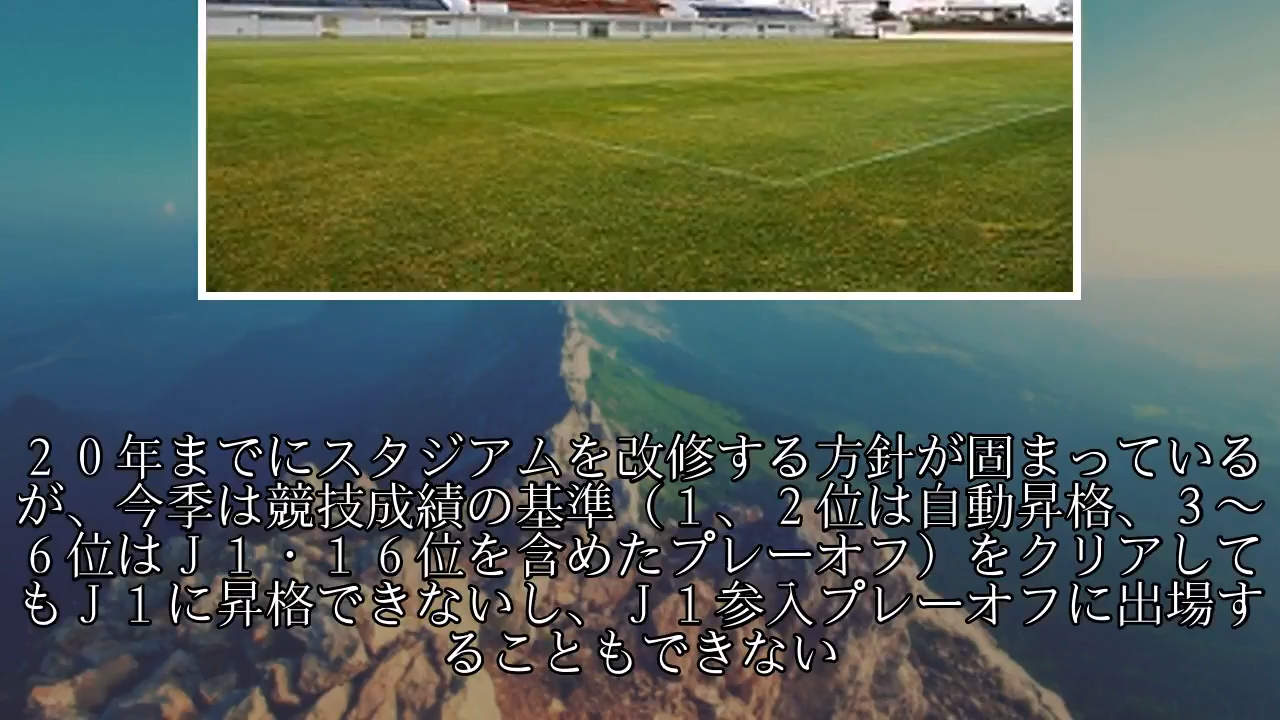 ２０年までにスタジアムを改修する方針が固まっている
が、今季は競技成績の基準（１、２位は自動昇格、３〜
６位はＪ１・１６位を含めたプレーオフ）をクリアして
もＪ１に昇格できないし、Ｊ１参入プレーオフに出場す
ることもできない